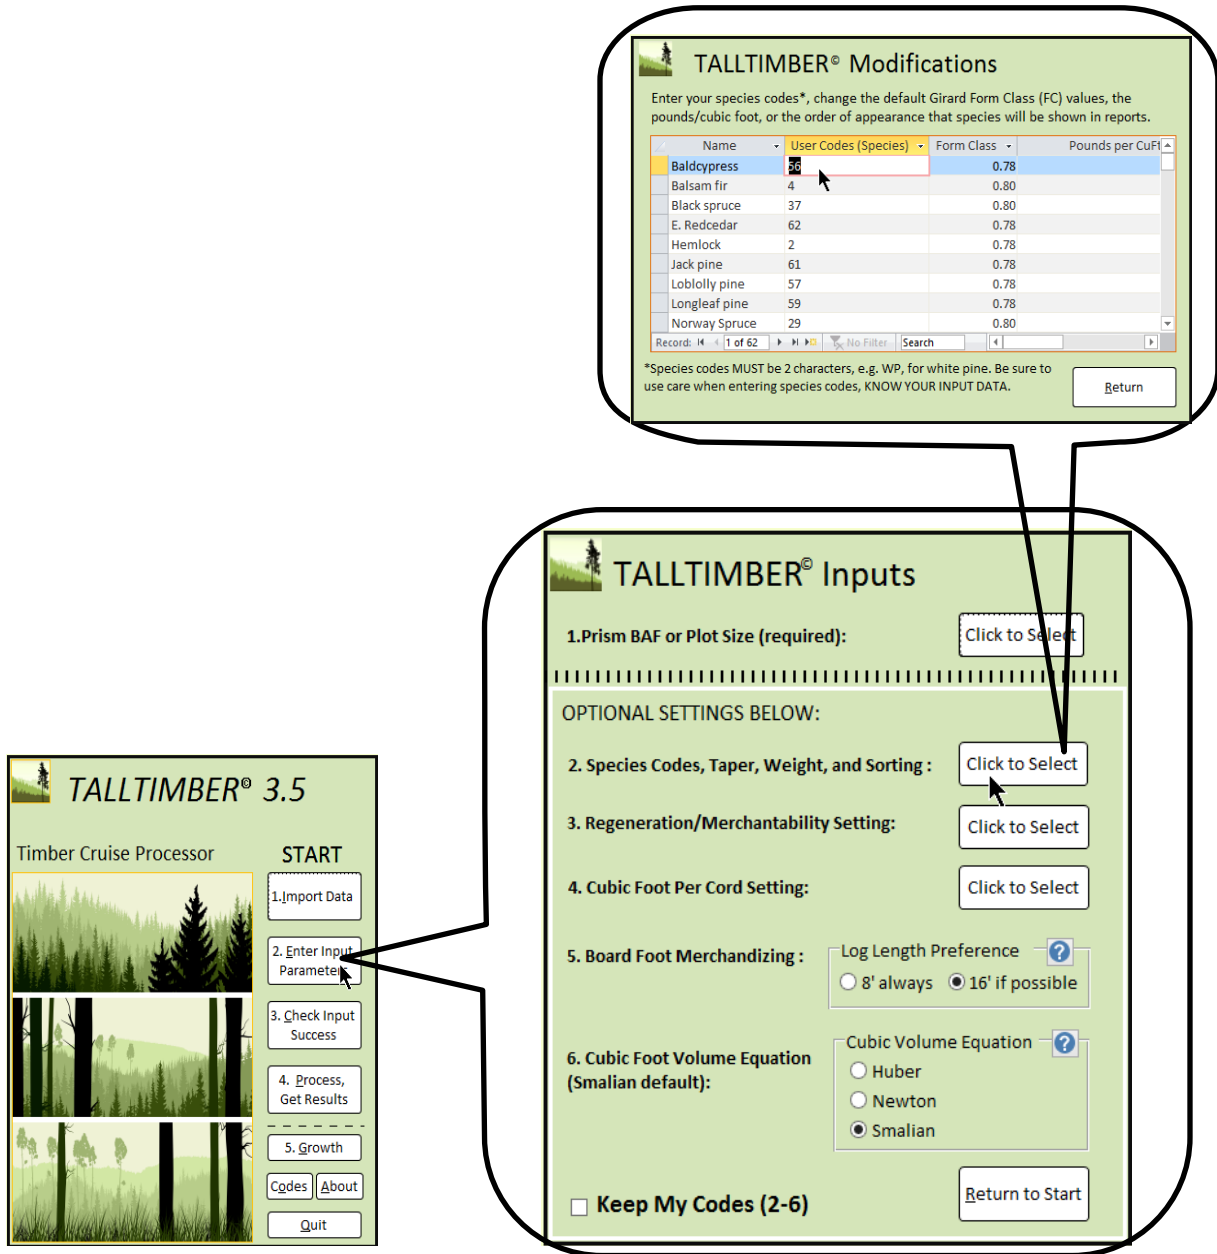 TALLTIMBER© Modifications
Enter your species codes*, change the default Girard Form Class (FC) values, the
pounds/cubic foot, or the order of appearance that species will be shown in reports.
Name User Codes (Species) Form Class Pounds per CuFt
Baldcypress 56 0.78
Balsam fir 4 0.80
Black spruce 37 0.80
E. Redcedar 62 0.78
Hemlock 2 0.78
Jack pine 61 0.78
Loblolly pine 57 0.78
Longleaf pine 59 0.78
Norway Spruce 29 0.80
Record: 1 of 62 No Filter Search
*Species codes MUST be 2 characters, e.g. WP, for white pine. Be sure to
use care when entering species codes, KNOW YOUR INPUT DATA.
Return
TALLTIMBER© Inputs
1.Prism BAF or Plot Size (required): Click to Select
OPTIONAL SETTINGS BELOW:
2. Species Codes, Taper, Weight, and Sorting : Click to Select
3. Regeneration/Merchantability Setting: Click to Select
4. Cubic Foot Per Cord Setting: Click to Select
5. Board Foot Merchandizing : Log Length Preference ?
8' always 16' if possible
6. Cubic Foot Volume Equation
(Smalian default):
Cubic Volume Equation ?
Huber
Newton
Smalian
Keep My Codes (2-6) Return to Start
TALLTIMBER© 3.5
Timber Cruise Processor START
1.Import Data
2. Enter Input
Parameters
3. Check Input
Success
4. Process,
Get Results
5. Growth
Codes About
Quit